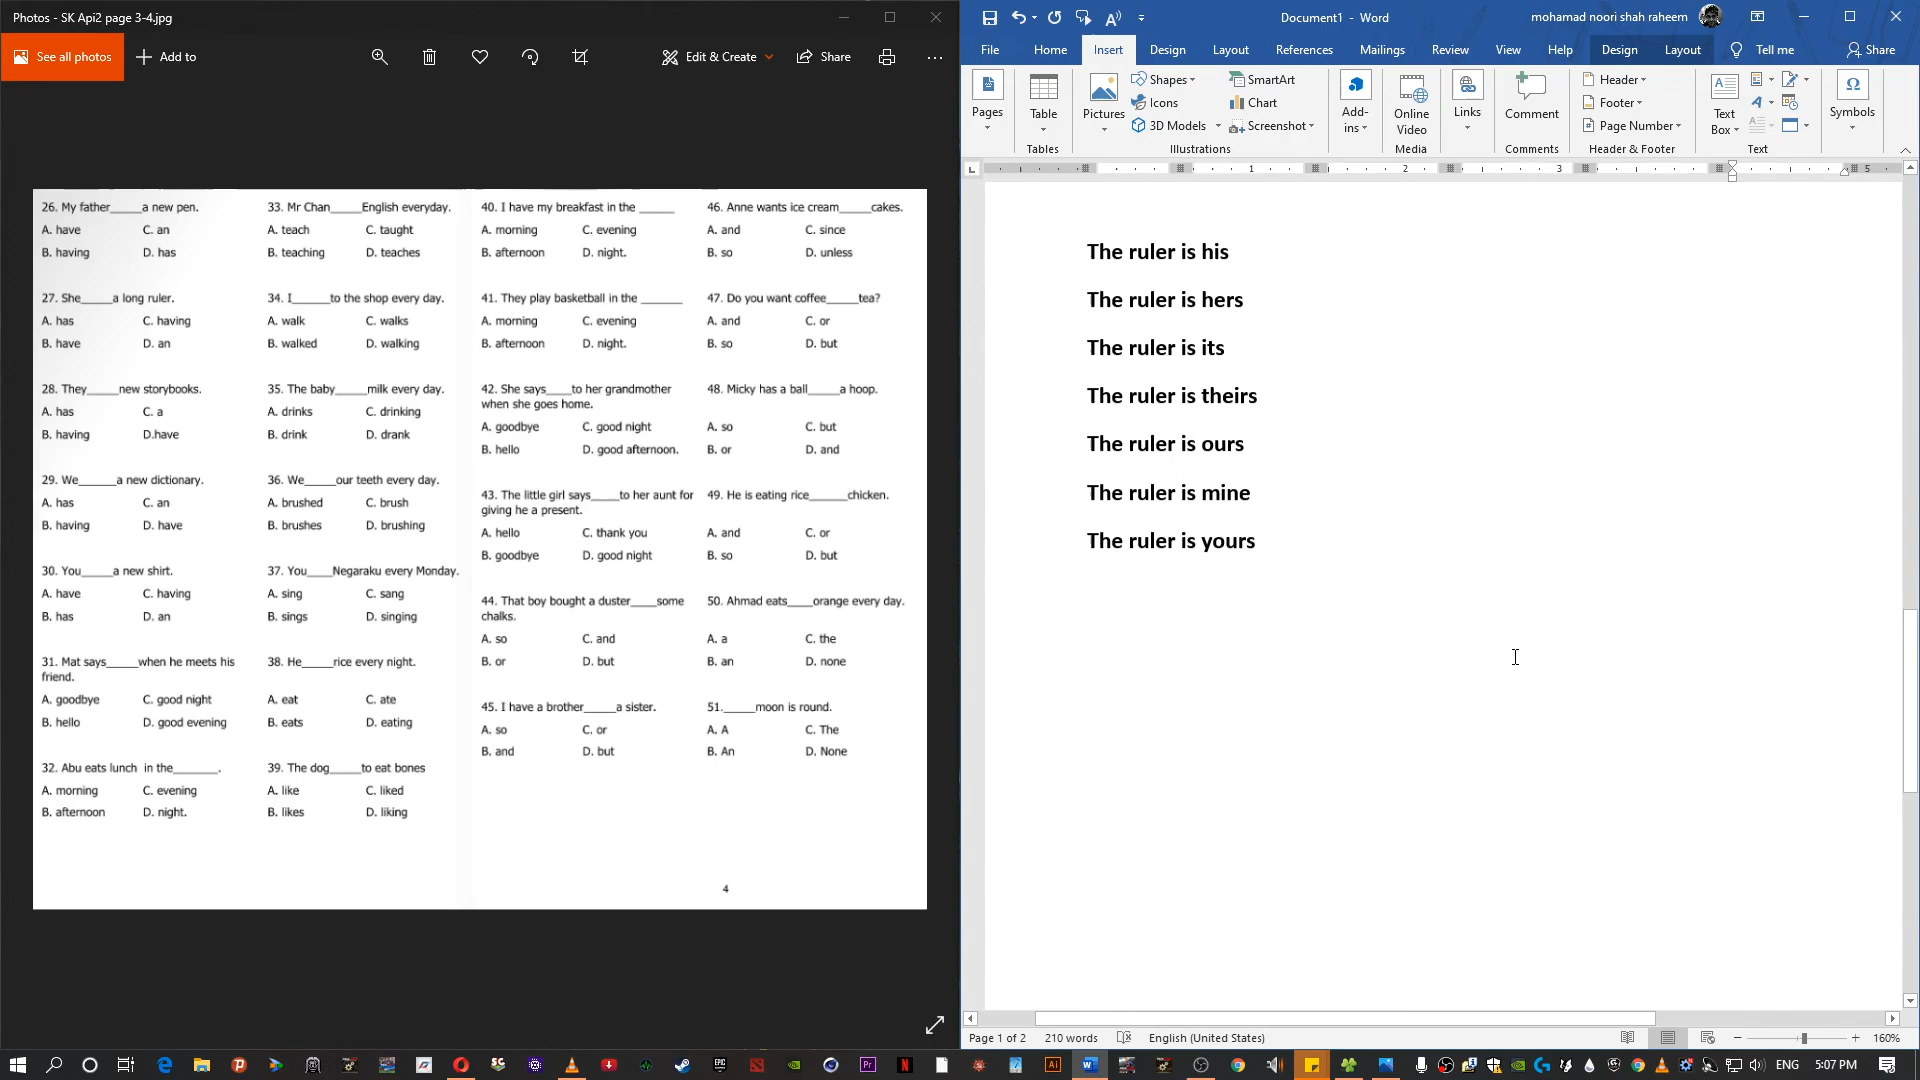 Photos - SK Api2 page 3-4.jpg
See all photos
Add to
Edit & Create
Share
26. My father_____a new pen.
A. have C. an
B. having D. has
27. She_____a long ruler.
A. has C. having
B. have D. an
28. They_____new storybooks.
A. has C. a
B. having D.have
29. We______a new dictionary.
A. has C. an
B. having D. have
30. You_____a new shirt.
A. have C. having
B. has D. an
31. Mat says_____when he meets his
friend.
A. goodbye C. good night
B. hello D. good evening
32. Abu eats lunch in the_______.
A. morning C. evening
B. afternoon D. night.
33. Mr Chan_____English everyday.
A. teach C. taught
B. teaching D. teaches
34. I______to the shop every day.
A. walk C. walks
B. walked D. walking
35. The baby_____milk every day.
A. drinks C. drinking
B. drink D. drank
36. We_____our teeth every day.
A. brushed C. brush
B. brushes D. brushing
37. You____Negaraku every Monday.
A. sing C. sang
B. sings D. singing
38. He_____rice every night.
A. eat C. ate
B. eats D. eating
39. The dog_____to eat bones
A. like C. liked
B. likes D. liking
40. I have my breakfast in the ______
A. morning C. evening
B. afternoon D. night.
41. They play basketball in the _______
A. morning C. evening
B. afternoon D. night.
42. She says____to her grandmother
when she goes home.
A. goodbye C. good night
B. hello D. good afternoon.
43. The little girl says_____to her aunt for
giving he a present.
A. hello C. thank you
B. goodbye D. good night
44. That boy bought a duster____some
chalks.
A. so C. and
B. or D. but
45. I have a brother_____a sister.
A. so C. or
B. and D. but
46. Anne wants ice cream_____cakes.
A. and C. since
B. so D. unless
47. Do you want coffee_____tea?
A. and C. or
B. so D. but
48. Micky has a ball_____a hoop.
A. so C. but
B. or D. and
49. He is eating rice______chicken.
A. and C. or
B. so D. but
50. Ahmad eats____orange every day.
A. a C. the
B. an D. none
51._____moon is round.
A. A C. The
B. An D. None
4
Document1 - Word
mohamad noori shah raheem
File Home Insert Design Layout References Mailings Review View Help Design Layout Tell me Share
Pages
Table
Tables
Pictures
Shapes
Icons
3D Models
SmartArt
Chart
Screenshot
Illustrations
Add-
ins
Online
Video
Media
Links
Comment
Comments
Header
Footer
Page Number
Header & Footer
Text
Box
Text
Symbols
1 2 3 5
The ruler is his
The ruler is hers
The ruler is its
The ruler is theirs
The ruler is ours
The ruler is mine
The ruler is yours
Page 1 of 2 210 words English (United States) 160%
ENG 5:07 PM